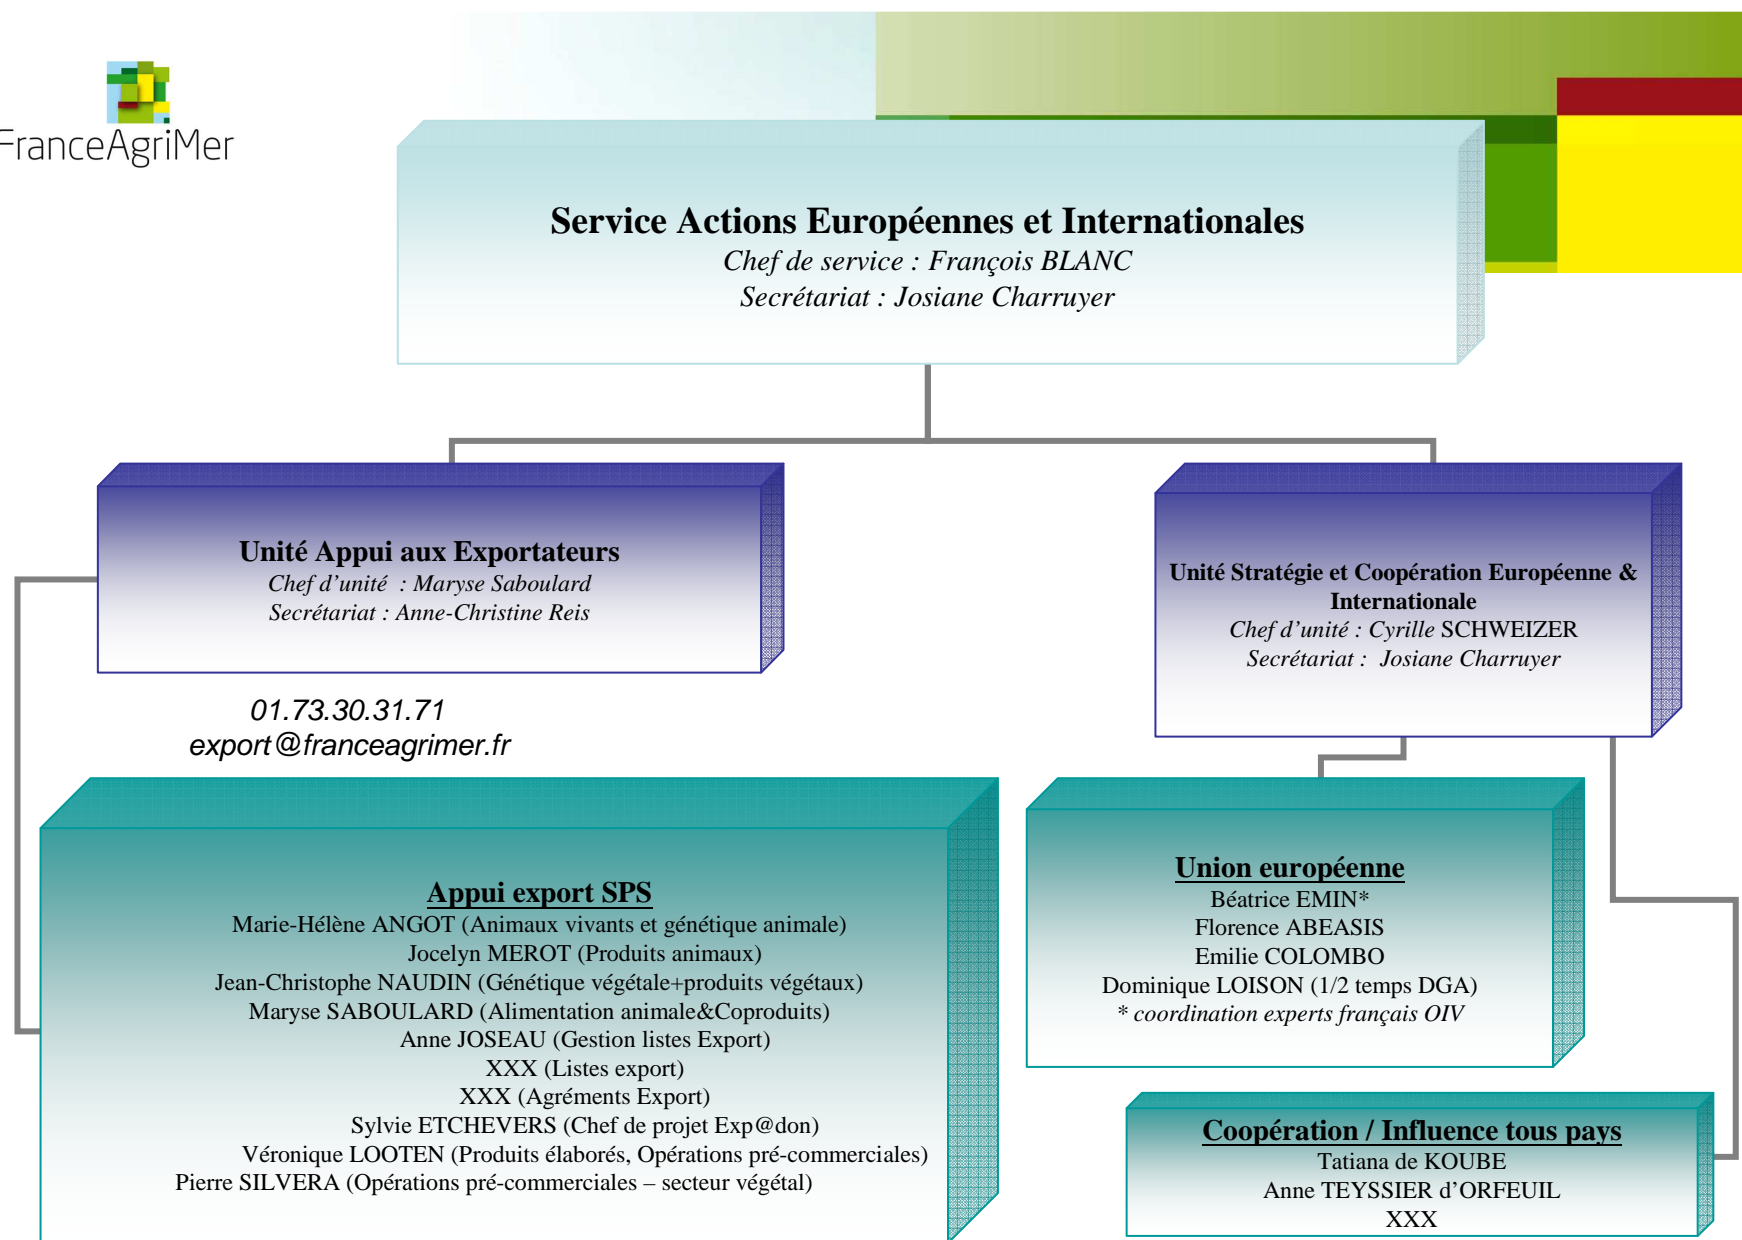 FranceAgriMer
Service Actions Européennes et Internationales
Chef de service : François BLANC
Secrétariat : Josiane Charruyer
Unité Appui aux Exportateurs
Chef d’unité : Maryse Saboulard
Secrétariat : Anne-Christine Reis
01.73.30.31.71
export@franceagrimer.fr
Unité Stratégie et Coopération Européenne &
Internationale
Chef d’unité : Cyrille SCHWEIZER
Secrétariat : Josiane Charruyer
Appui export SPS
Marie-Hélène ANGOT (Animaux vivants et génétique animale)
Jocelyn MEROT (Produits animaux)
Jean-Christophe NAUDIN (Génétique végétale+produits végétaux)
Maryse SABOULARD (Alimentation animale&Coproduits)
Anne JOSEAU (Gestion listes Export)
XXX (Listes export)
XXX (Agréments Export)
Sylvie ETCHEVERS (Chef de projet Exp@don)
Véronique LOOTEN (Produits élaborés, Opérations pré-commerciales)
Pierre SILVERA (Opérations pré-commerciales – secteur végétal)
Union européenne
Béatrice EMIN*
Florence ABEASIS
Emilie COLOMBO
Dominique LOISON (1/2 temps DGA)
* coordination experts français OIV
Coopération / Influence tous pays
Tatiana de KOUBE
Anne TEYSSIER d’ORFEUIL
XXX